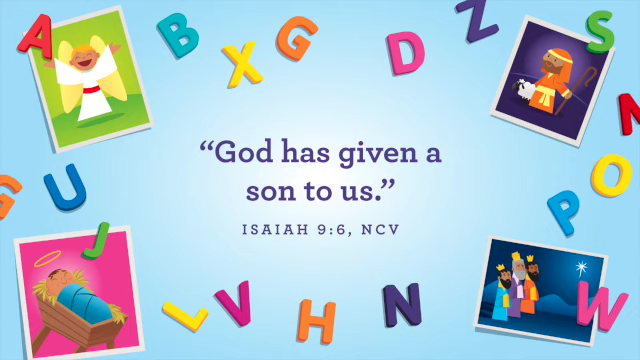 A
B
X
G
D
Z
S
N
O
P
G
U
J
“God has given a
son to us.”
ISAIAH 9:6, NCV
L
V
H
N
W